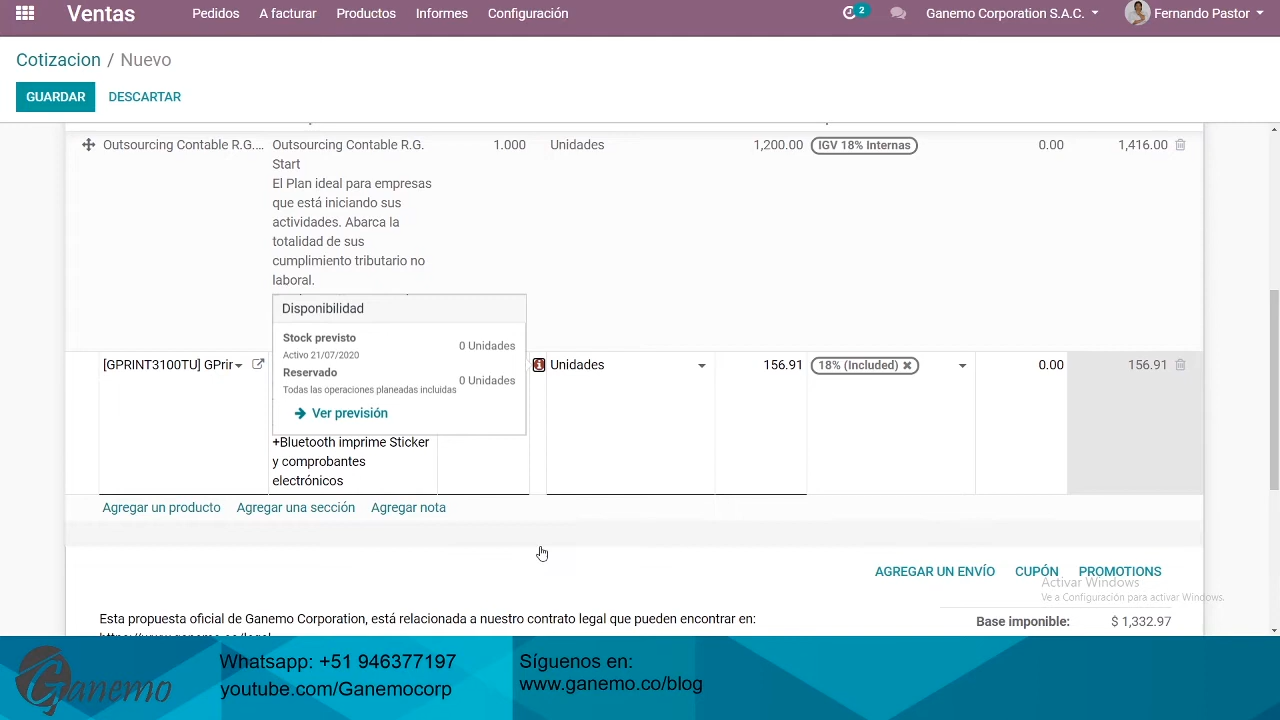 Ventas Pedidos A facturar Productos Informes Configuración 2 Ganemo Corporation S.A.C. Fernando Pastor
Cotizacion / Nuevo
GUARDAR DESCARTAR
Outsourcing Contable R.G.... Outsourcing Contable R.G. 1.000 Unidades 1,200.00 IGV 18% Internas 0.00 1,416.00
Start
El Plan ideal para empresas
que está iniciando sus
actividades. Abarca la
totalidad de sus
cumplimiento tributario no
laboral.
Disponibilidad
Stock previsto 0 Unidades
Activo 21/07/2020
Reservado 0 Unidades
Todas las operaciones planeadas incluidas
Ver previsión
[GPRINT3100TU] GPrir Unidades 156.91 18% (Included) 0.00 156.91
+Bluetooth imprime Sticker
y comprobantes
electrónicos
Agregar un producto Agregar una sección Agregar nota
AGREGAR UN ENVÍO CUPÓN PROMOTIONS
Activar Windows
Ve a Configuración para activar Windows.
Esta propuesta oficial de Ganemo Corporation, está relacionada a nuestro contrato legal que pueden encontrar en:
Base imponible: $ 1,332.97
Ganemo
Whatsapp: +51 946377197
youtube.com/Ganemocorp
Síguenos en:
www.ganemo.co/blog